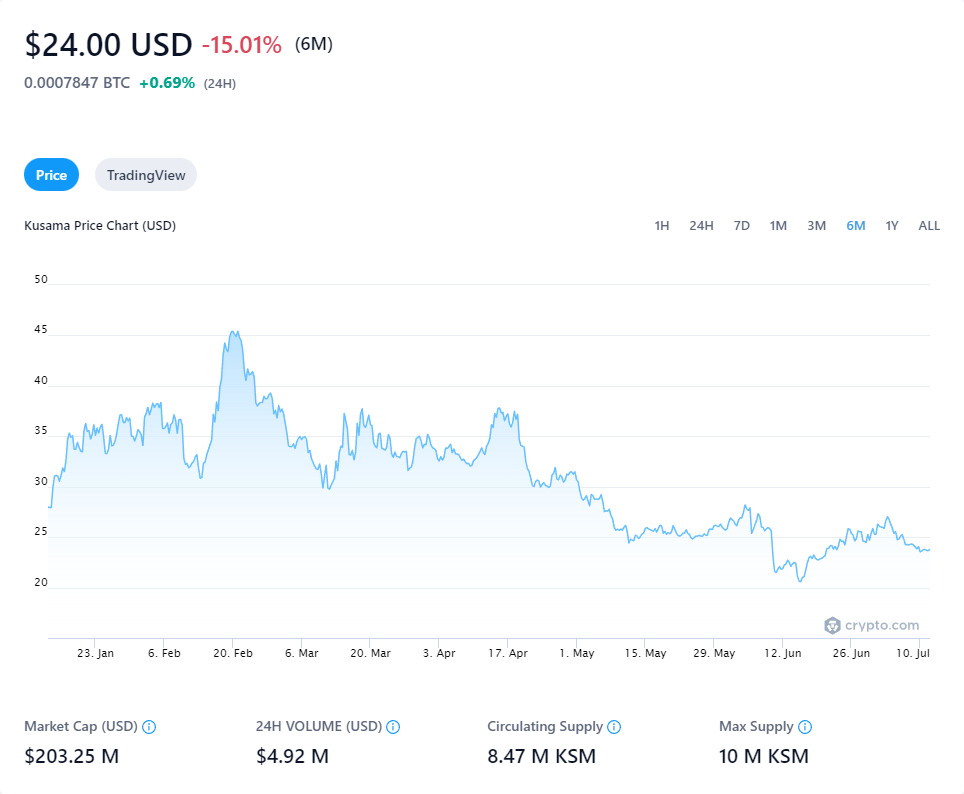 $24.00 USD -15.01% (6M)
0.0007847 BTC +0.69% (24H)
Price TradingView
Kusama Price Chart (USD)
1H 24H 7D 1M 3M 6M 1Y ALL
50
45
40
35
30
25
20
crypto.com
23. Jan 6. Feb 20. Feb 6. Mar 20. Mar 3. Apr 17. Apr 1. May 15. May 29. May 12. Jun 26. Jun 10. Jul
Market Cap (USD) 24H VOLUME (USD) Circulating Supply Max Supply
$203.25 M $4.92 M 8.47 M KSM 10 M KSM